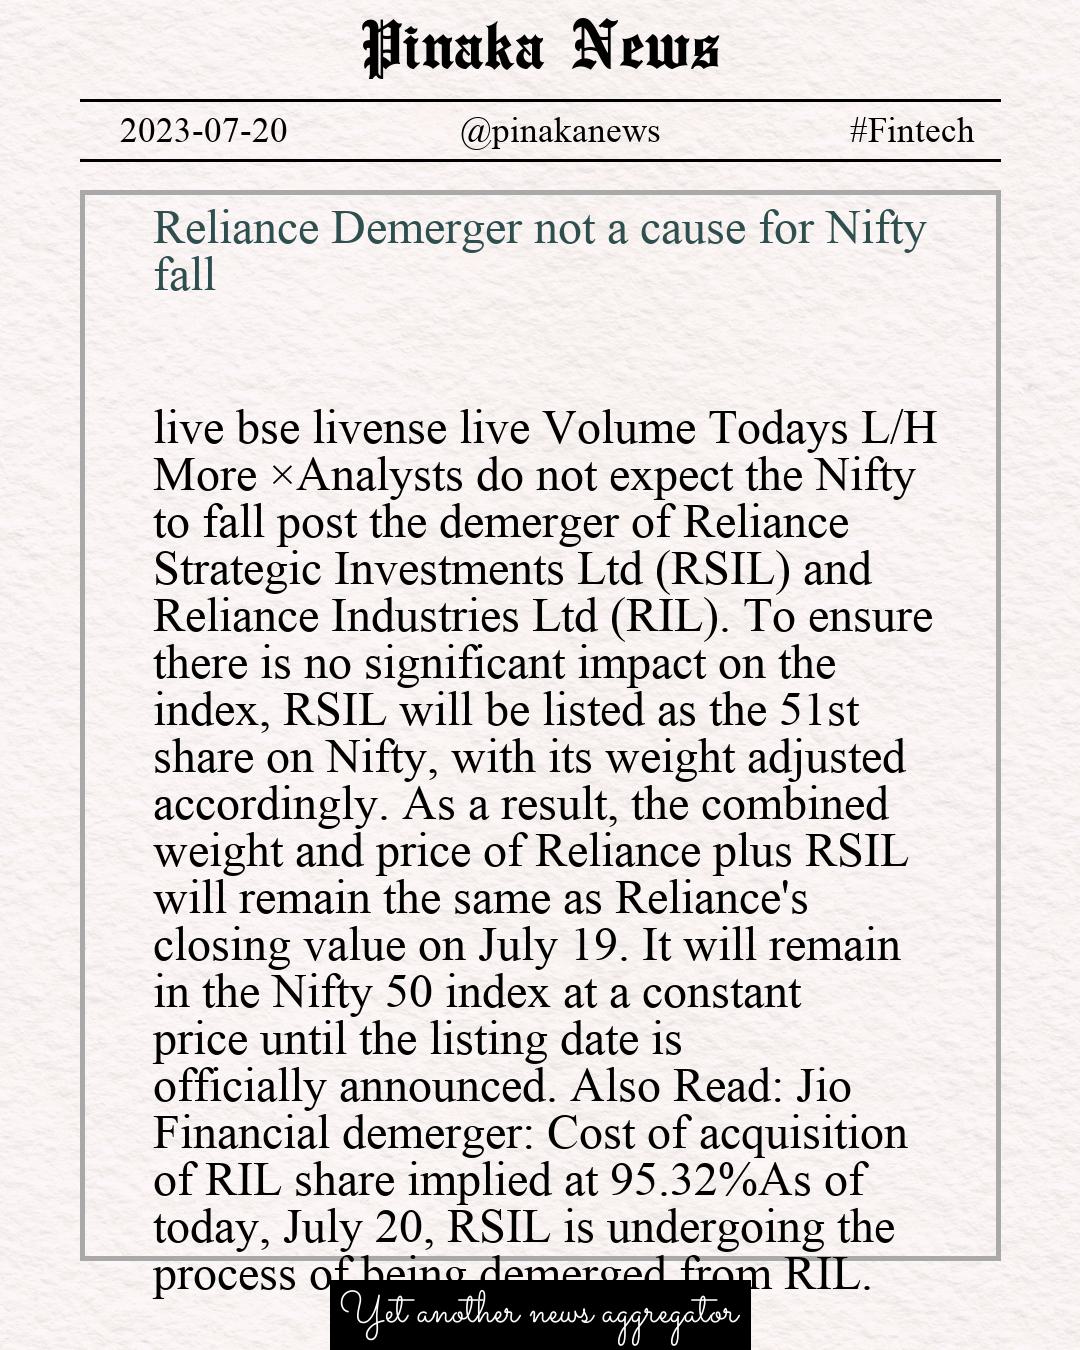 Pinaka News
2023-07-20 @pinakanews #Fintech
Reliance Demerger not a cause for Nifty
fall
live bse livense live Volume Todays L/H
More ×Analysts do not expect the Nifty
to fall post the demerger of Reliance
Strategic Investments Ltd (RSIL) and
Reliance Industries Ltd (RIL). To ensure
there is no significant impact on the
index, RSIL will be listed as the 51st
share on Nifty, with its weight adjusted
accordingly. As a result, the combined
weight and price of Reliance plus RSIL
will remain the same as Reliance's
closing value on July 19. It will remain
in the Nifty 50 index at a constant
price until the listing date is
officially announced. Also Read: Jio
Financial demerger: Cost of acquisition
of RIL share implied at 95.32%As of
today, July 20, RSIL is undergoing the
process of being demerged from RIL.
Yet another news aggregator